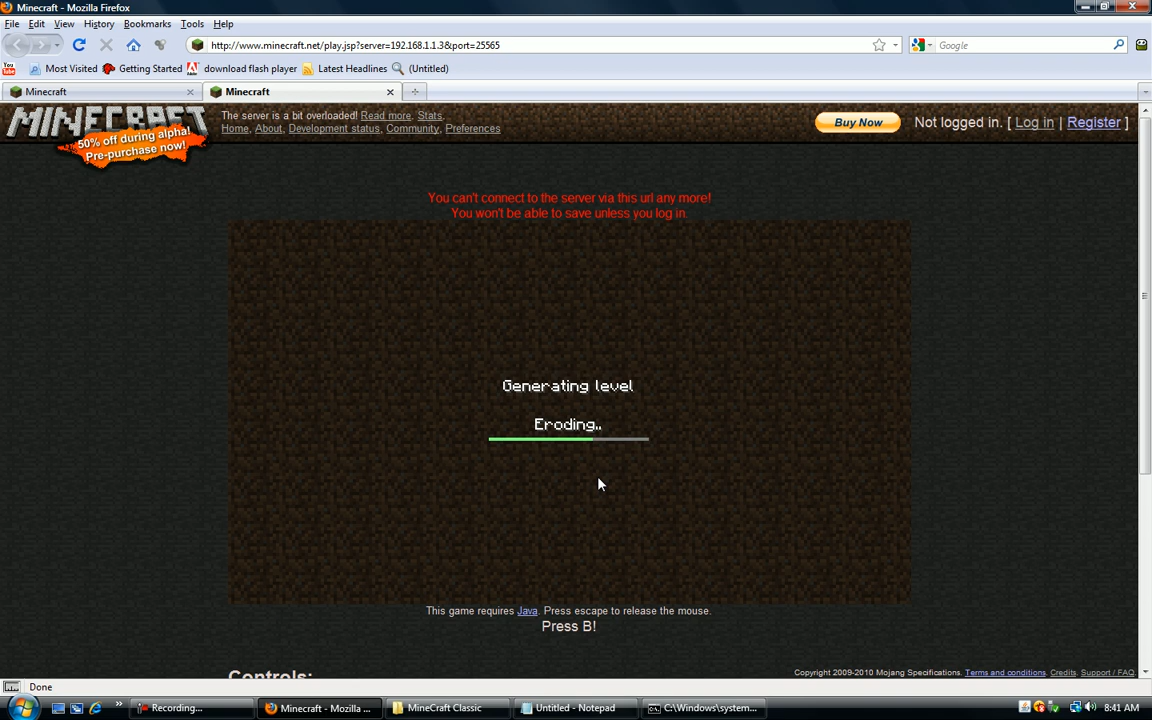 Minecraft - Mozilla Firefox
File Edit View History Bookmarks Tools Help
http://www.minecraft.net/play.jsp?server=192.168.1.1.3&port=25565
Google
Most Visited Getting Started download flash player Latest Headlines (Untitled)
Minecraft Minecraft
MINECRAFT
50% off during alpha!
Pre-purchase now!
The server is a bit overloaded! Read more. Stats.
Home, About, Development status, Community, Preferences
Buy Now
Not logged in. [ Log in | Register ]
You can't connect to the server via this url any more!
You won't be able to save unless you log in.
Generating level
Eroding..
This game requires Java. Press escape to release the mouse.
Press B!
Controls:
Copyright 2009-2010 Mojang Specifications. Terms and conditions. Credits. Support / FAQ.
Done
Recording... Minecraft - Mozilla ... MineCraft Classic Untitled - Notepad C:\Windows\system...
8:41 AM